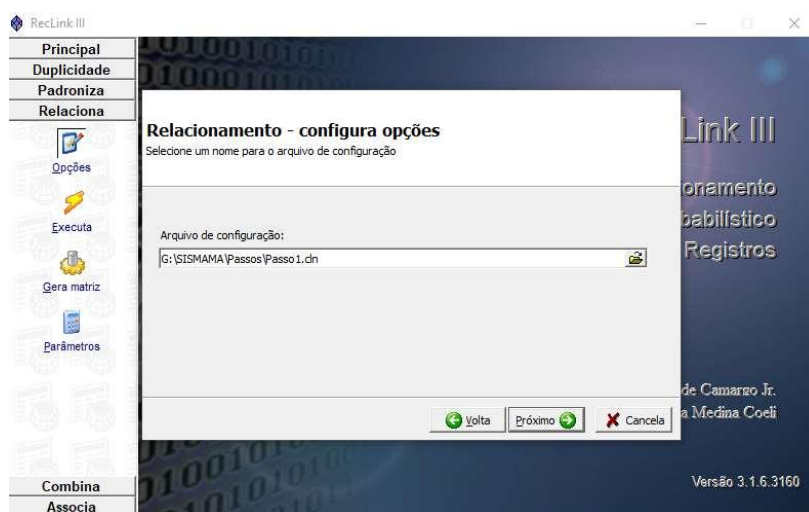 RecLink III
Principal
Duplicidade
Padroniza
Relaciona
Opções
Executa
Gera matriz
Parâmetros
Combina
Associa
Relacionamento - configura opções
Selecione um nome para o arquivo de configuração
Arquivo de configuração:
G:\SISMAMA\Passos\Passo1.cln
Volta
Próximo
Cancela
Link III
onamento
babilístico
Registros
de Camargo Jr.
a Medina Coeli
Versão 3.1.6.3160